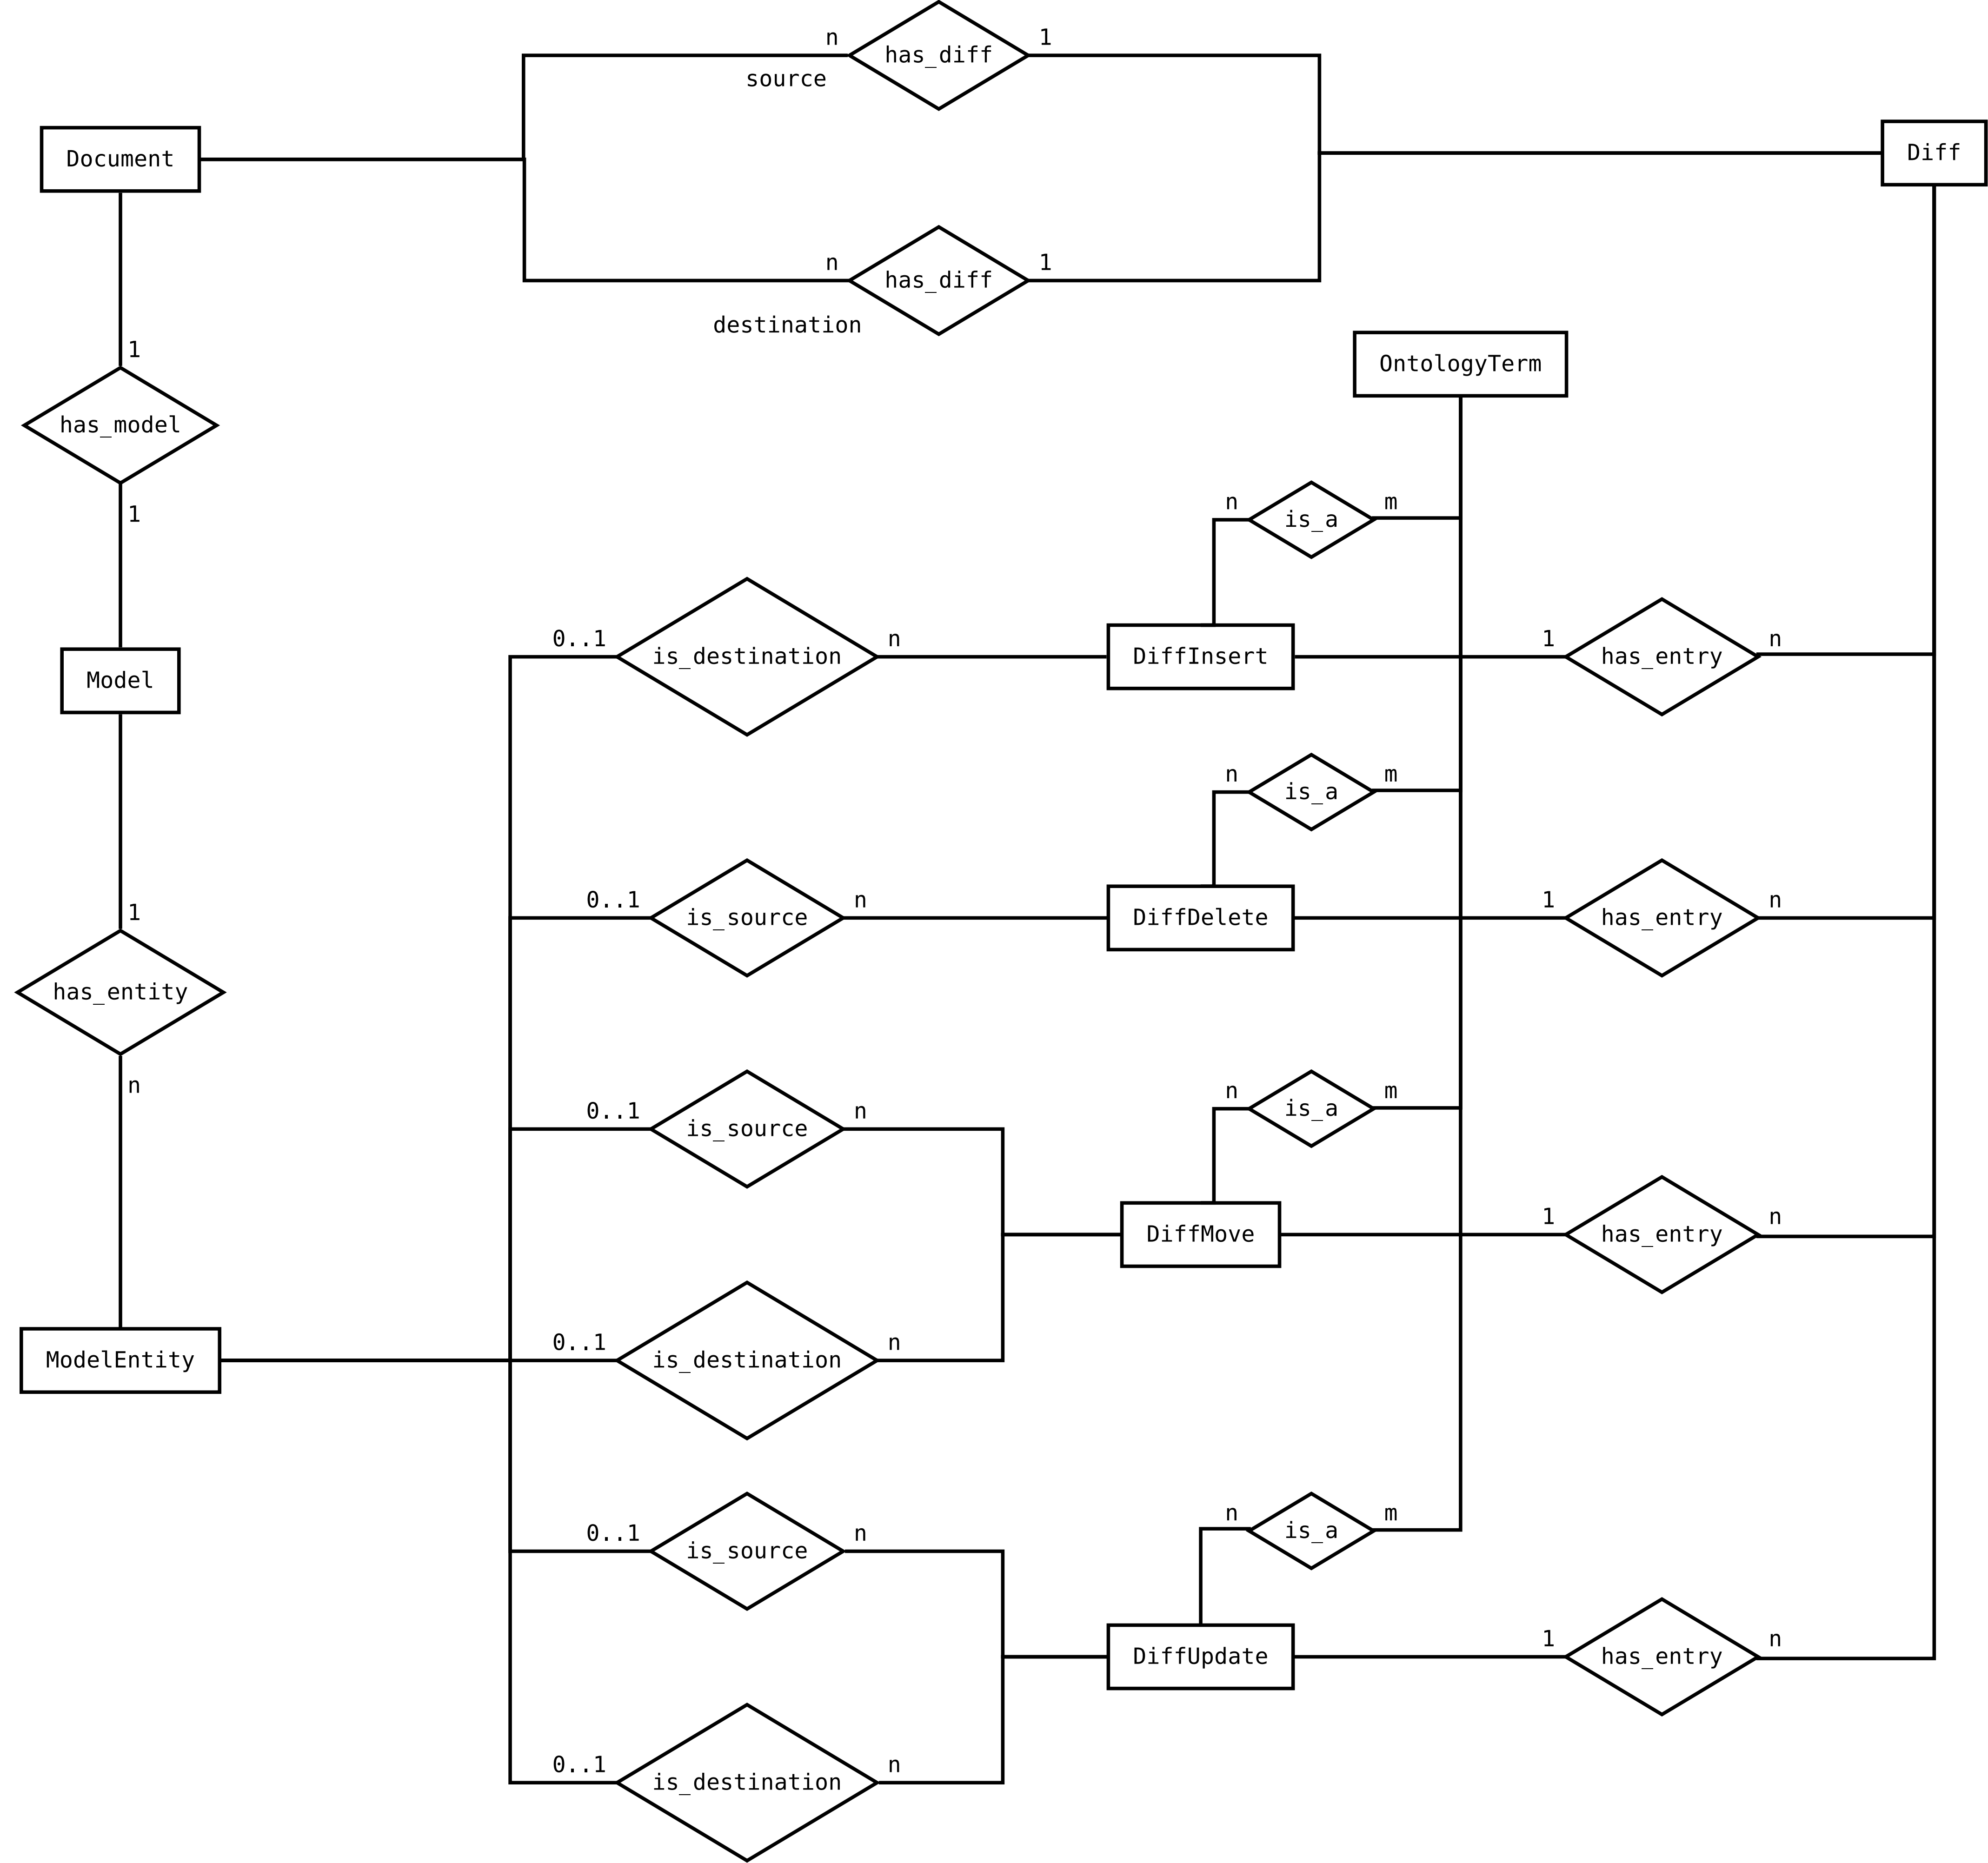 n
has_diff
1
source
Document
Diff
n
has_diff
1
destination
1
OntologyTerm
has_model
n
is_a
m
1
0..1
is_destination
n
DiffInsert
1
has_entry
n
Model
n
is_a
m
0..1
is_source
n
DiffDelete
1
has_entry
n
1
has_entity
n
0..1
is_source
n
n
is_a
m
DiffMove
1
has_entry
n
ModelEntity
0..1
is_destination
n
0..1
is_source
n
n
is_a
m
DiffUpdate
1
has_entry
n
0..1
is_destination
n